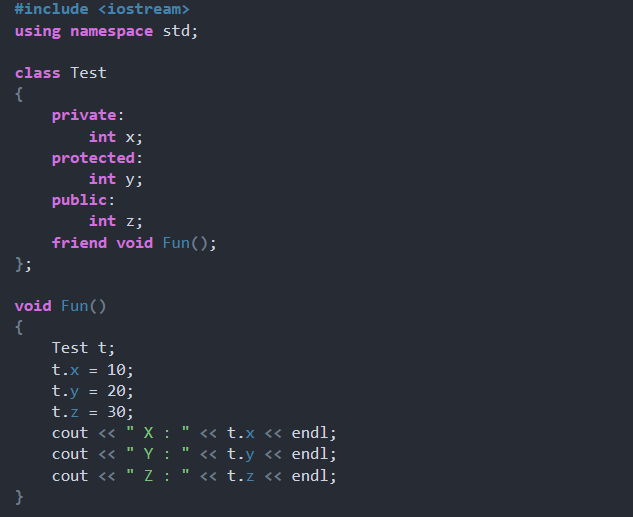 #include <iostream>
using namespace std;
class Test
{
private:
int x;
protected:
int y;
public:
int z;
friend void Fun();
};
void Fun()
{
Test t;
t.x = 10;
t.y = 20;
t.z = 30;
cout << " X : " << t.x << endl;
cout << " Y : " << t.y << endl;
cout << " Z : " << t.z << endl;
}